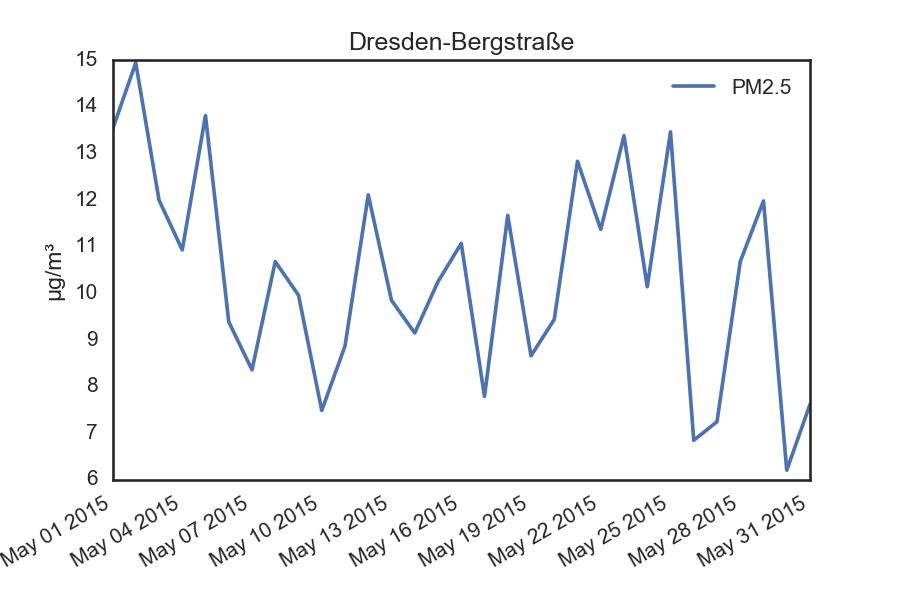 Dresden-Bergstraße
15
14
13
12
11
10
9
8
7
6
µg/m³
PM2.5
May 01 2015
May 04 2015
May 07 2015
May 10 2015
May 13 2015
May 16 2015
May 19 2015
May 22 2015
May 25 2015
May 28 2015
May 31 2015